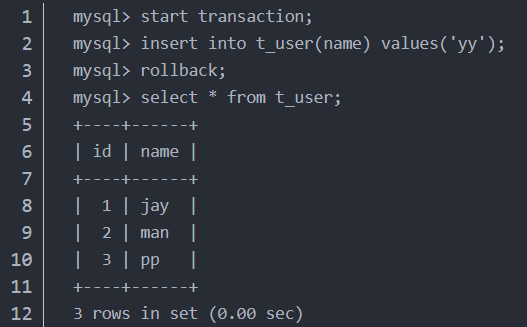 1 mysql> start transaction;
2 mysql> insert into t_user(name) values('yy');
3 mysql> rollback;
4 mysql> select * from t_user;
5 +----+------+
6 | id | name |
7 +----+------+
8 |  1 | jay  |
9 |  2 | man  |
10 |  3 | pp   |
11 +----+------+
12 3 rows in set (0.00 sec)